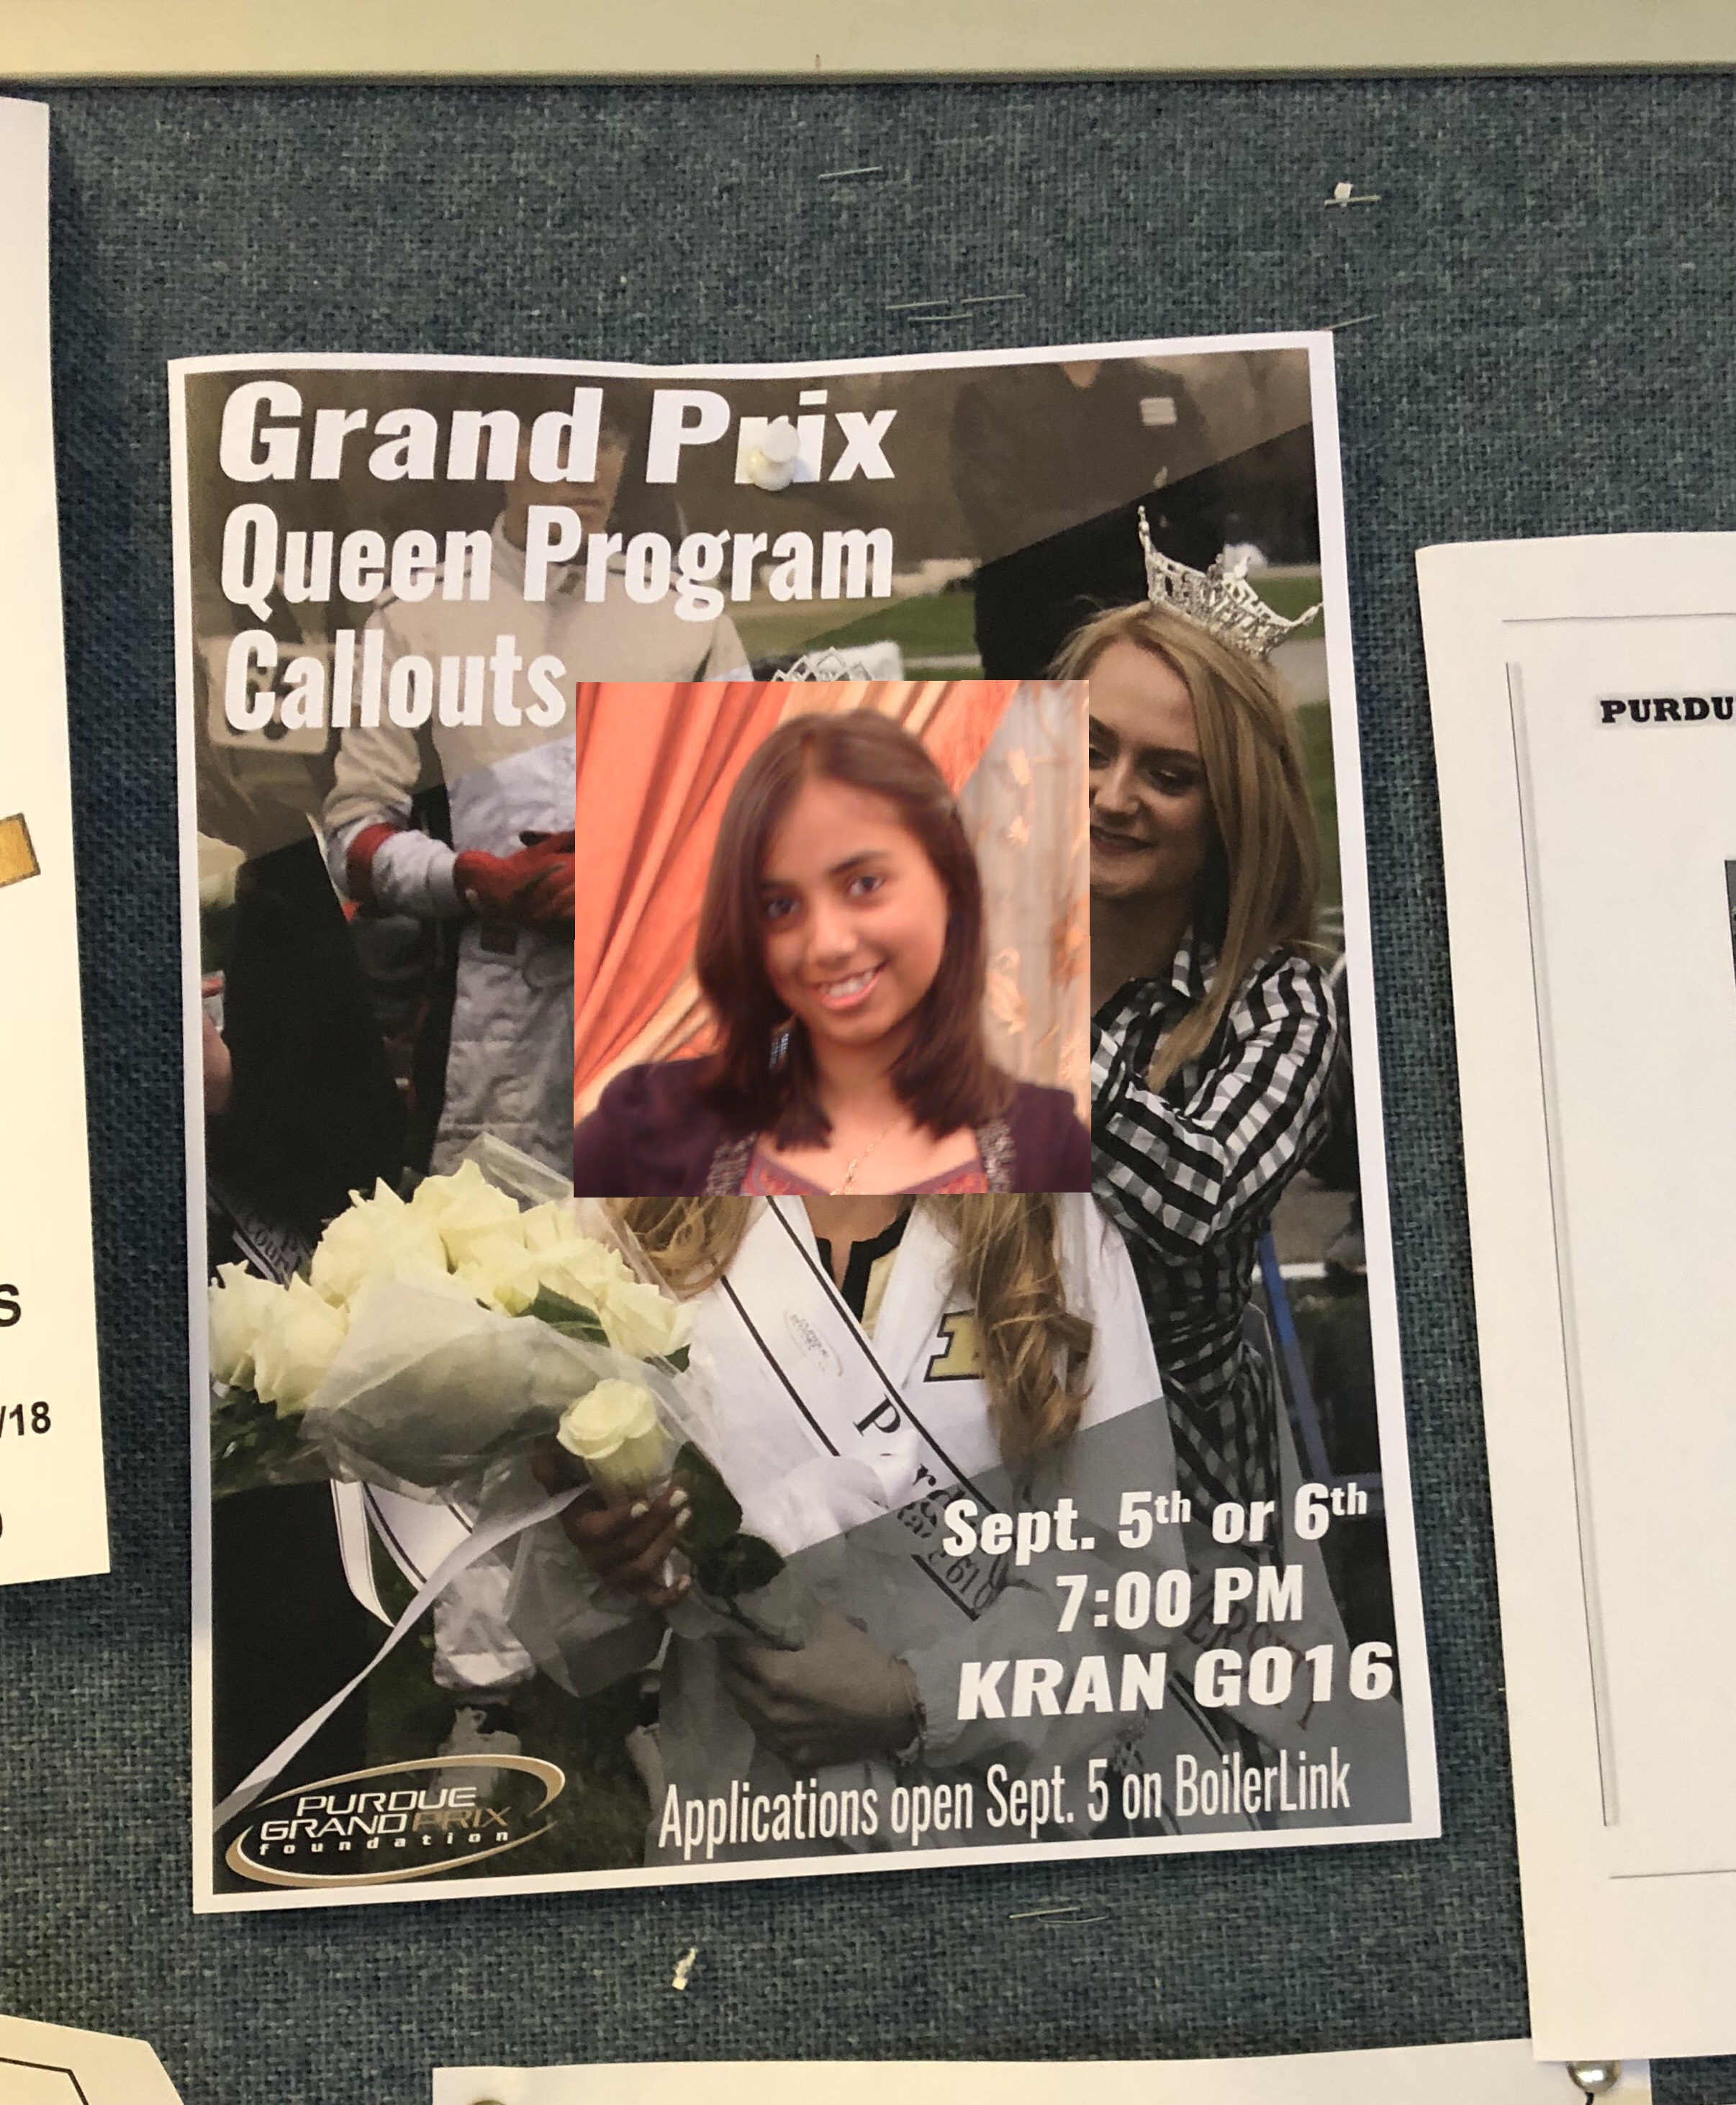 Grand Prix
Queen Program
Callouts
PURDU
S
/18
Sept. 5th or 6th
7:00 PM
KRAN G016
Applications open Sept. 5 on BoilerLink
PURDUE
GRAND PRIX
foundation